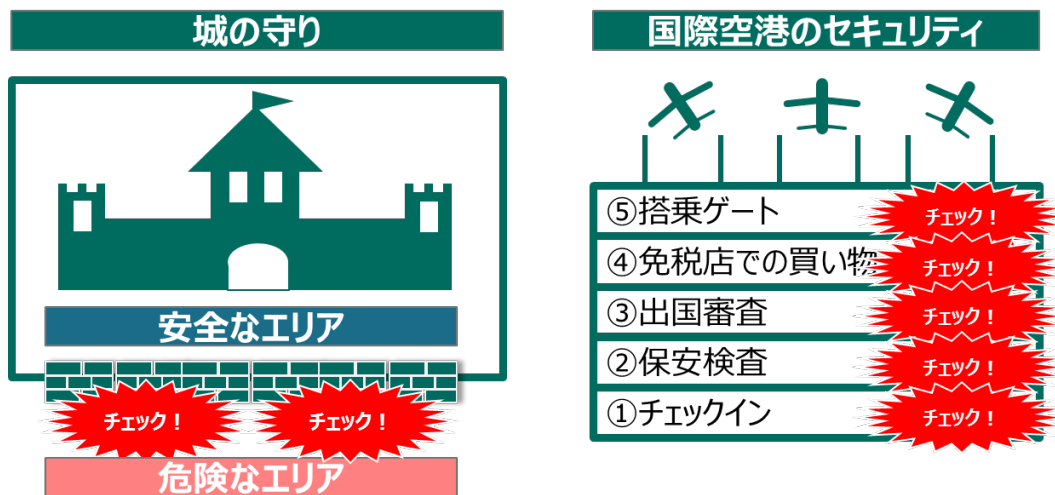 城の守り
安全なエリア
チェック！
チェック！
危険なエリア
国際空港のセキュリティ
⑤搭乗ゲート
チェック！
④免税店での買い物
チェック！
③出国審査
チェック！
②保安検査
チェック！
①チェックイン
チェック！